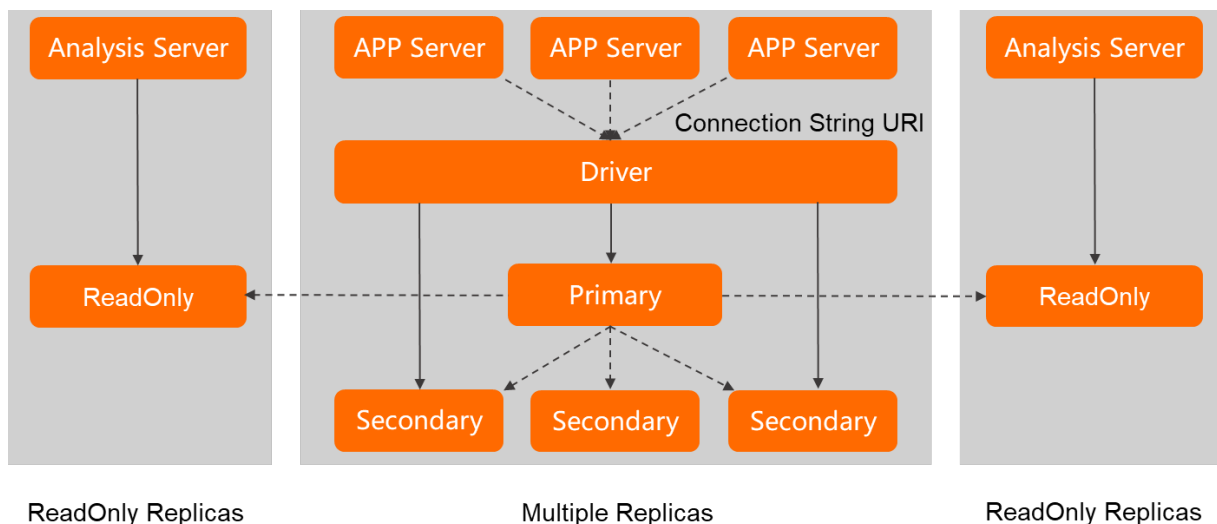 Analysis Server
APP Server
APP Server
APP Server
Analysis Server
Connection String URI
Driver
ReadOnly
Primary
ReadOnly
Secondary
Secondary
Secondary
ReadOnly Replicas
Multiple Replicas
ReadOnly Replicas